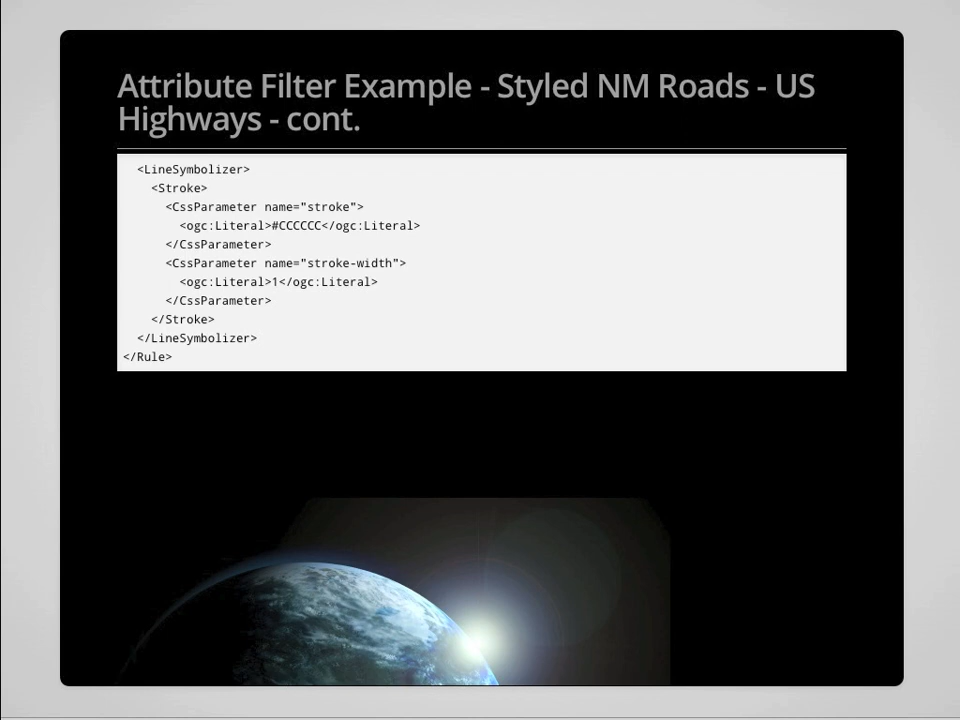 Attribute Filter Example - Styled NM Roads - US
Highways - cont.
<LineSymbolizer>
<Stroke>
<CssParameter name="stroke">
<ogc:Literal>#CCCCCC</ogc:Literal>
</CssParameter>
<CssParameter name="stroke-width">
<ogc:Literal>1</ogc:Literal>
</CssParameter>
</Stroke>
</LineSymbolizer>
</Rule>